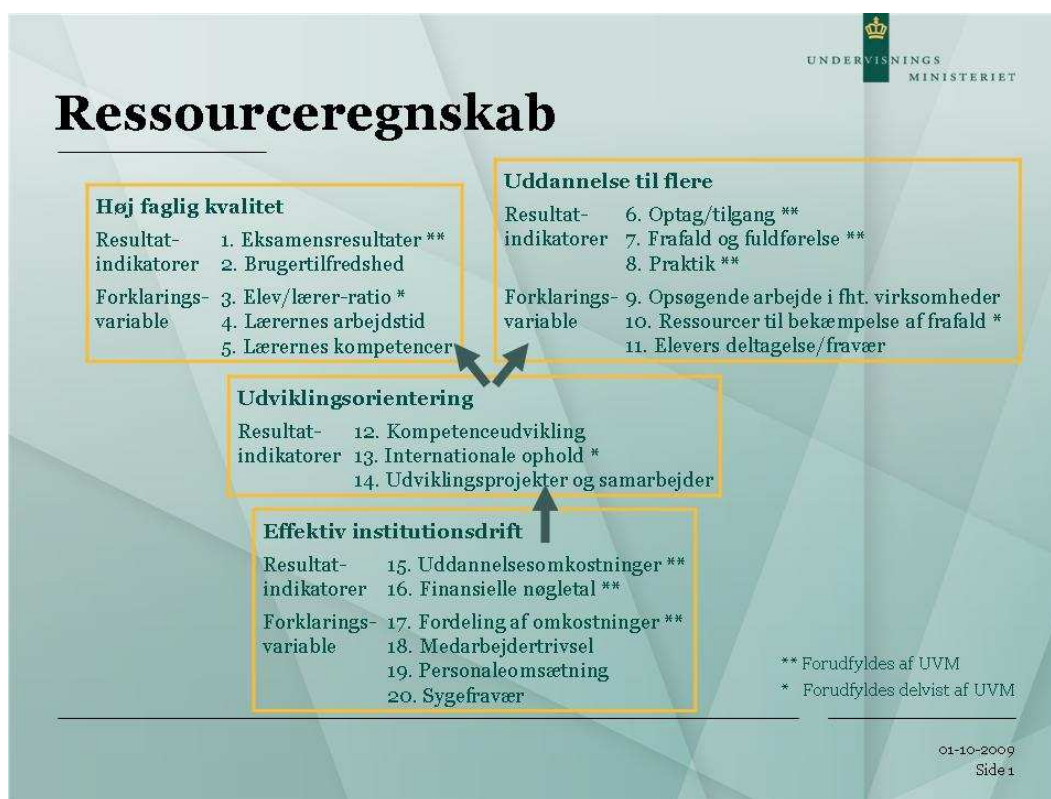 UNDERVISNINGS
MINISTERIET
Ressourceregnskab
Høj faglig kvalitet
Resultat- 1. Eksamensresultater **
indikatorer 2. Brugertilfredshed
Forklarings- 3. Elev/lærer-ratio *
variable 4. Lærernes arbejdstid
5. Lærernes kompetencer
Uddannelse til flere
Resultat- 6. Optag/tilgang **
indikatorer 7. Frafald og fuldførelse **
8. Praktik **
Forklarings- 9. Opsøgende arbejde i fht. virksomheder
variable 10. Ressourcer til bekæmpelse af frafald *
11. Elevers deltagelse/fravær
Udviklingsorientering
Resultat- 12. Kompetenceudvikling
indikatorer 13. Internationale ophold *
14. Udviklingsprojekter og samarbejder
Effektiv institutionsdrift
Resultat- 15. Uddannelsesomkostninger **
indikatorer 16. Finansielle nøgletal **
Forklarings- 17. Fordeling af omkostninger **
variable 18. Medarbejdertrivsel
19. Personaleomsætning
20. Sygefravær
** Forudfyldes af UVM
* Forudfyldes delvist af UVM
01-10-2009
Side 1